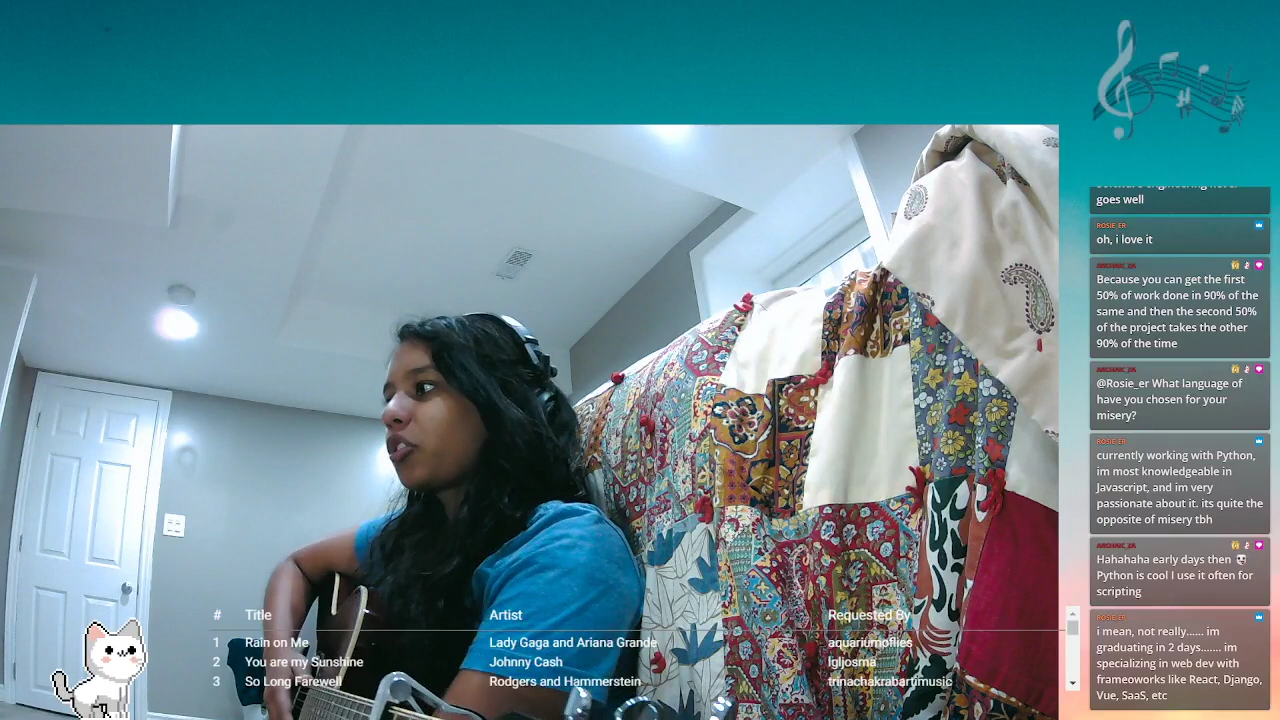 goes well
ROSIE_ER
oh, i love it
ARCHAIC_ZA
Because you can get the first
50% of work done in 90% of the
same and then the second 50%
of the project takes the other
90% of the time
ARCHAIC_ZA
@Rosie_er What language of
have you chosen for your
misery?
ROSIE_ER
currently working with Python,
im most knowledgeable in
Javascript, and im very
passionate about it. its quite the
opposite of misery tbh
ARCHAIC_ZA
Hahahaha early days then
Python is cool I use it often for
scripting
ROSIE_ER
i mean, not really...... im
graduating in 2 days....... im
specializing in web dev with
frameworks like React, Django,
Vue, SaaS, etc
# Title Artist Requested By
1 Rain on Me Lady Gaga and Ariana Grande aquariumoflies
2 You are my Sunshine Johnny Cash lgljosma
3 So Long Farewell Rodgers and Hammerstein trinachakrabartimusic